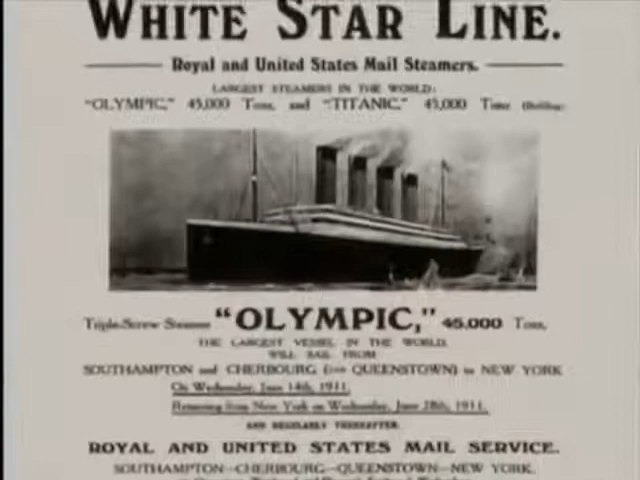 WHITE STAR LINE.
Royal and United States Mail Steamers.
LARGEST STEAMERS IN THE WORLD:
"OLYMPIC," 45,000 Tons, and "TITANIC," 45,000 Tons (Building)
Triple-Screw Steamer "OLYMPIC," 45,000 Tons,
THE LARGEST VESSEL IN THE WORLD,
WILL SAIL FROM
SOUTHAMPTON and CHERBOURG QUEENSTOWN) to NEW YORK
On Wednesday, June 14th, 1911,
Returning from New York on Wednesday, June 28th, 1911,
AND REGULARLY THEREAFTER.
ROYAL AND UNITED STATES MAIL SERVICE.
SOUTHAMPTON—CHERBOURG—QUEENSTOWN—NEW YORK,